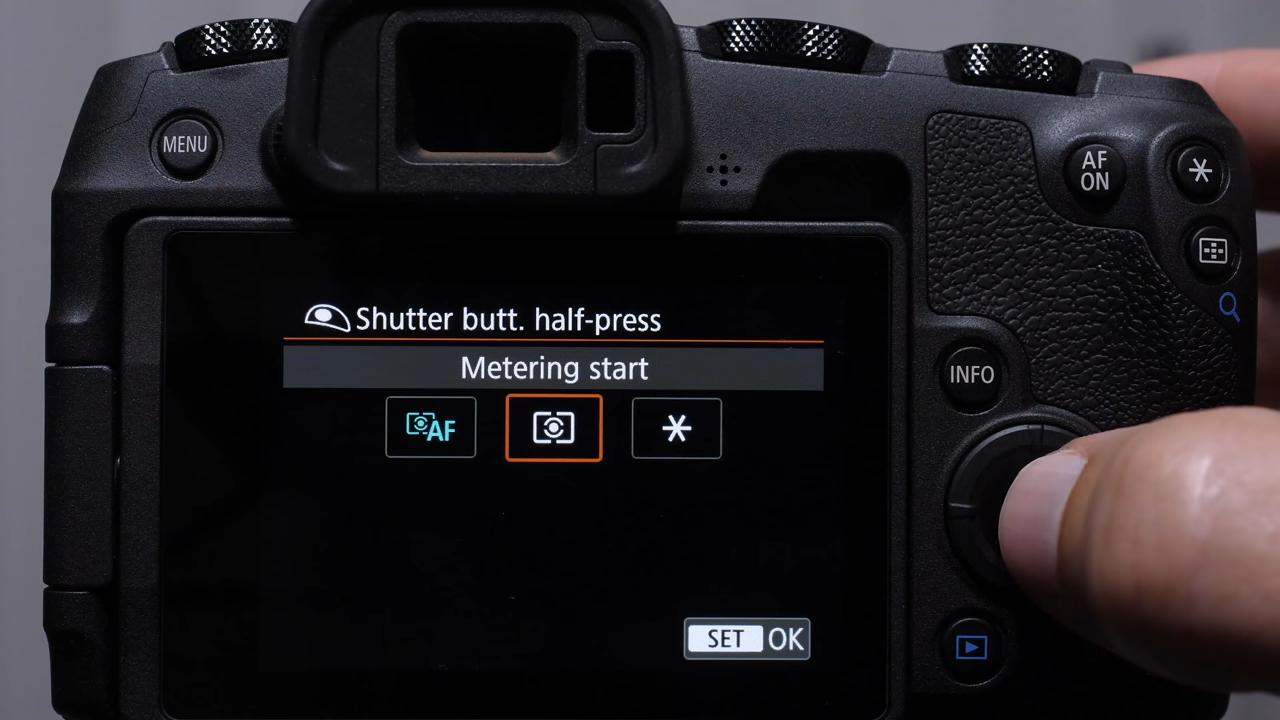 MENU
AF
ON
Shutter butt. half-press
Metering start
AF
INFO
SET OK